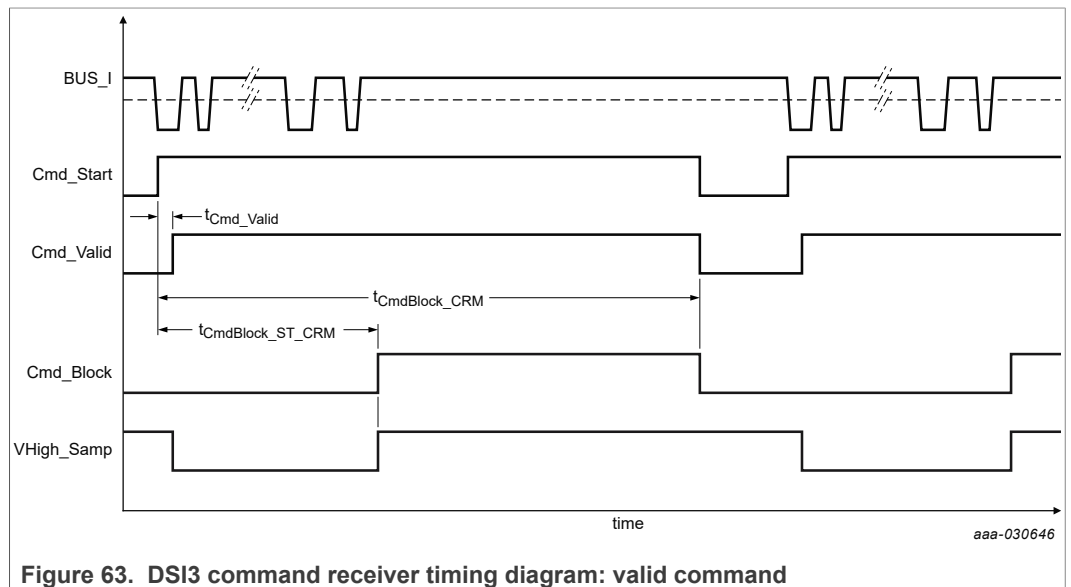 BUS_I
Cmd_Start
tCmd_Valid
Cmd_Valid
tCmdBlock_CRM
tCmdBlock_ST_CRM
Cmd_Block
VHigh_Samp
time
aaa-030646
Figure 63. DSI3 command receiver timing diagram: valid command